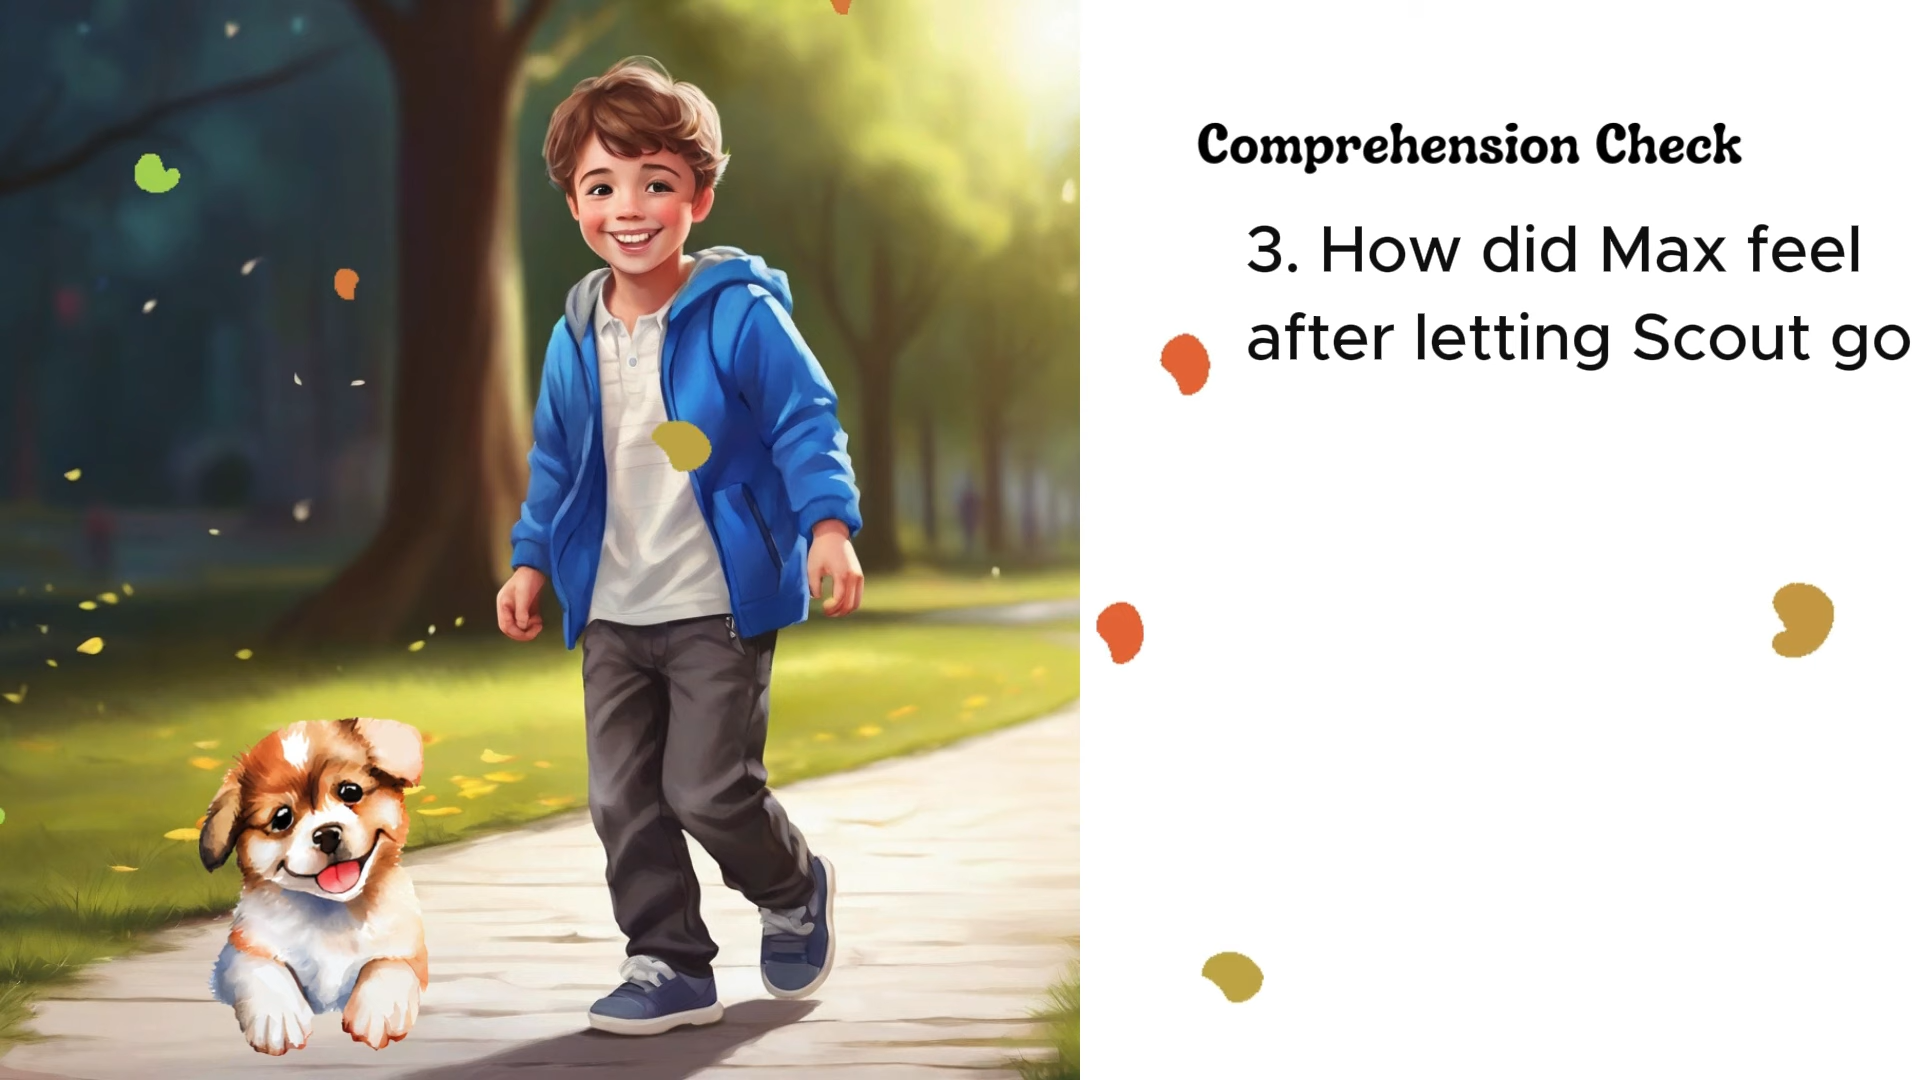 Comprehension Check
3. How did Max feel
after letting Scout go